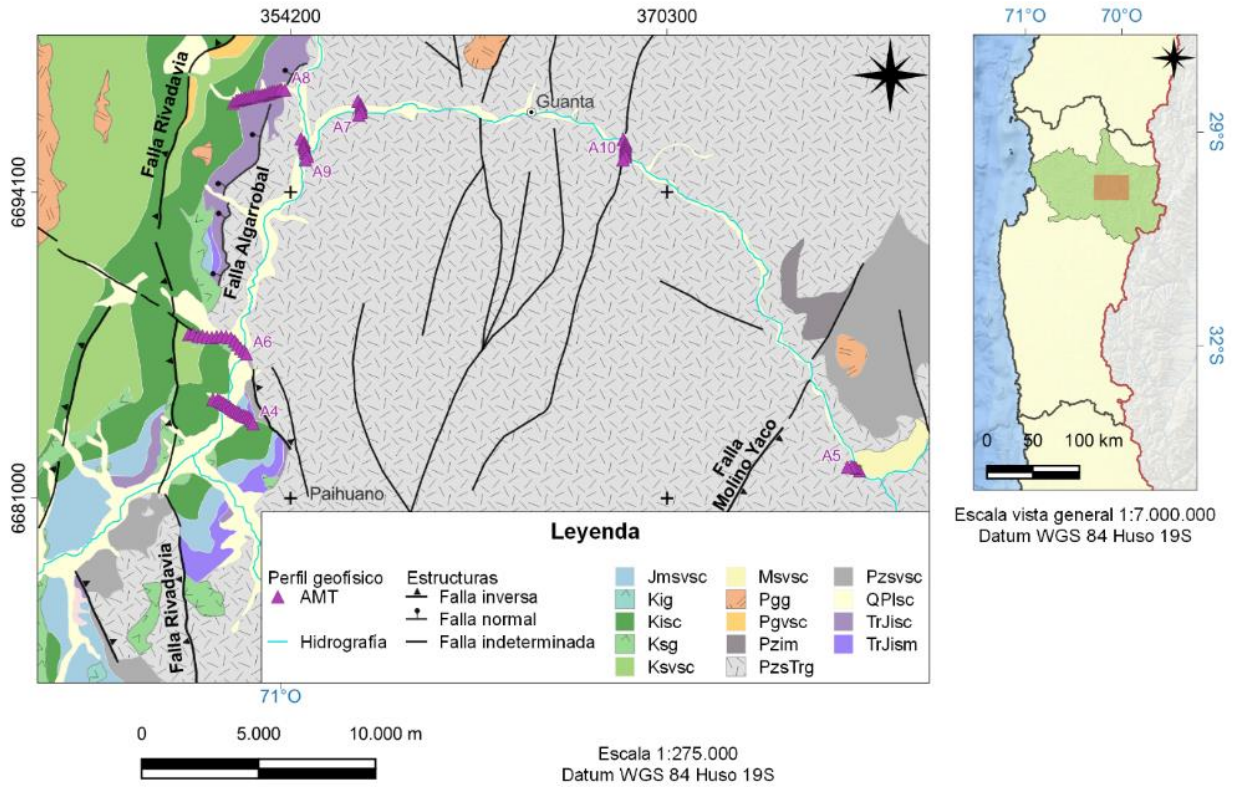 354200
370300
6694100
6681000
71°O
Falla Rivadavia
Falla Algarrobal
Falla Rivadavia
Falla Molino Yaco
A8
A7
A9
Guanta
A10
A6
A4
A5
Paihuano
Leyenda
Perfil geofísico
AMT
Hidrografía
Estructuras
Falla inversa
Falla normal
Falla indeterminada
Jmsvsc
Kig
Kisc
Ksg
Ksvsc
Msvsc
Pgg
Pgvsc
Pzim
PzsTrg
Pzsvsc
QPlsc
TrJisc
TrJism
0 5.000 10.000 m
Escala 1:275.000
Datum WGS 84 Huso 19S
71°O 70°O
29°S
32°S
0 50 100 km
Escala vista general 1:7.000.000
Datum WGS 84 Huso 19S